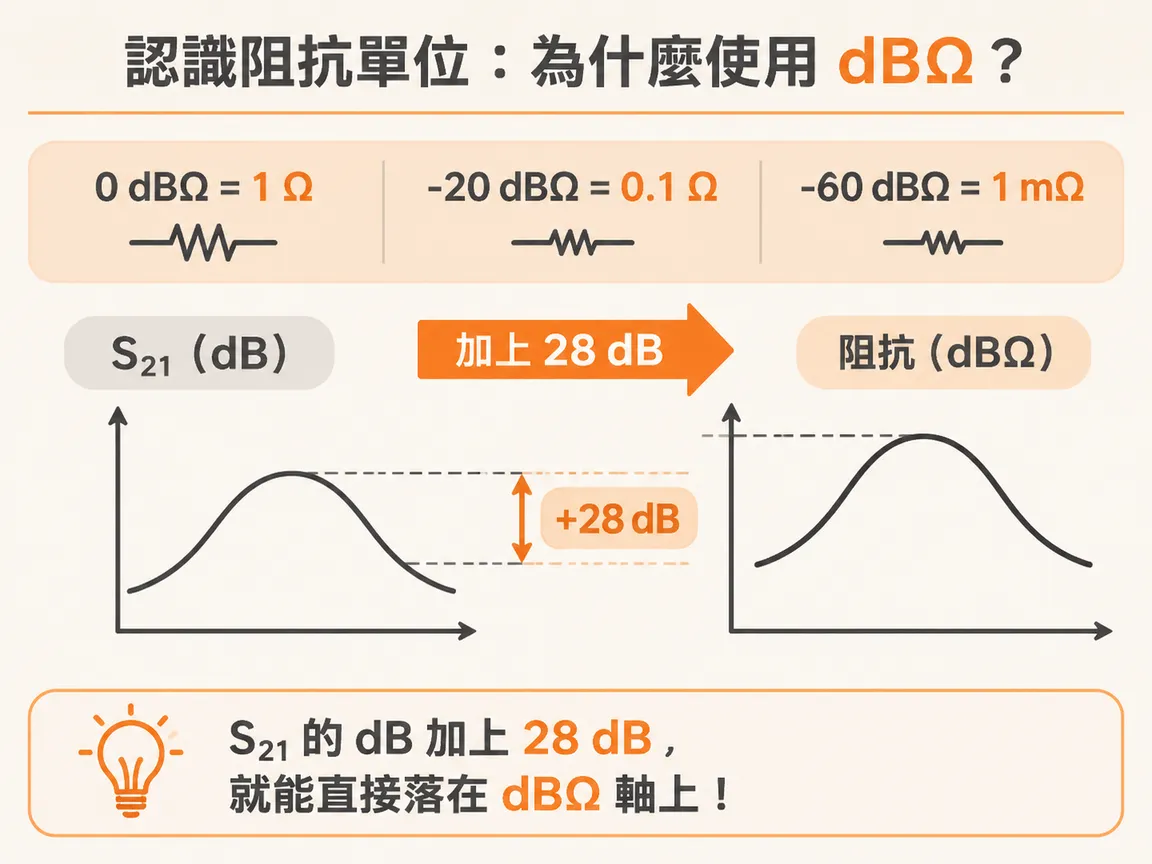 認識阻抗單位：為什麼使用 dBΩ？
0 dBΩ = 1 Ω
-20 dBΩ = 0.1 Ω
-60 dBΩ = 1 mΩ
S₂₁（dB）
加上 28 dB
阻抗（dBΩ）
+28 dB
S₂₁ 的 dB 加上 28 dB，
就能直接落在 dBΩ 軸上！